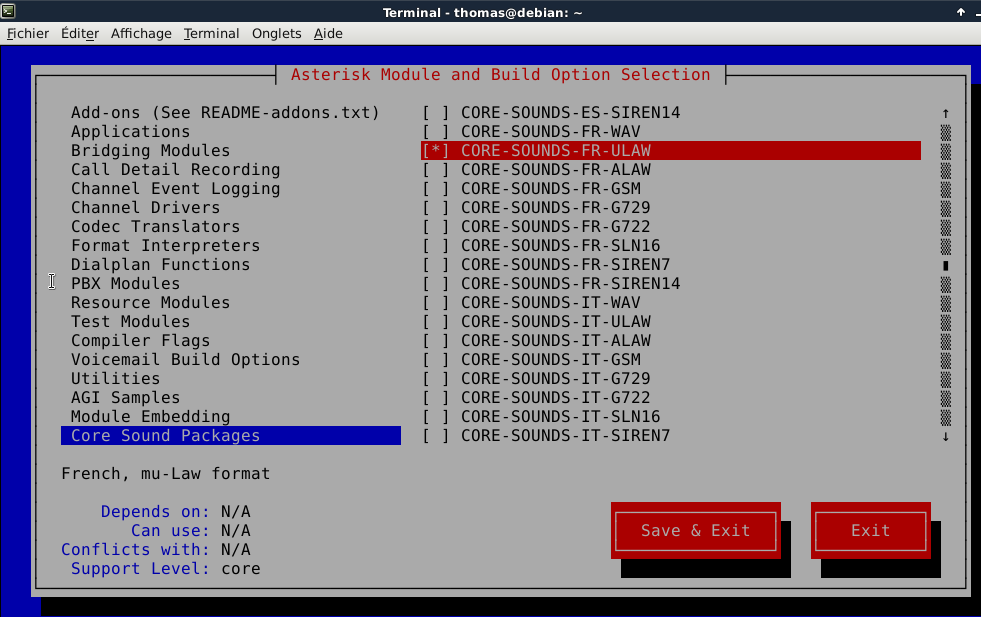 Terminal - thomas@debian: ~
Fichier Éditer Affichage Terminal Onglets Aide
Asterisk Module and Build Option Selection
Add-ons (See README-addons.txt) [ ] CORE-SOUNDS-ES-SIREN14 ↑
Applications [ ] CORE-SOUNDS-FR-WAV
Bridging Modules [*] CORE-SOUNDS-FR-ULAW
Call Detail Recording [ ] CORE-SOUNDS-FR-ALAW
Channel Event Logging [ ] CORE-SOUNDS-FR-GSM
Channel Drivers [ ] CORE-SOUNDS-FR-G729
Codec Translators [ ] CORE-SOUNDS-FR-G722
Format Interpreters [ ] CORE-SOUNDS-FR-SLN16
Dialplan Functions [ ] CORE-SOUNDS-FR-SIREN7
PBX Modules [ ] CORE-SOUNDS-FR-SIREN14
Resource Modules [ ] CORE-SOUNDS-IT-WAV
Test Modules [ ] CORE-SOUNDS-IT-ULAW
Compiler Flags [ ] CORE-SOUNDS-IT-ALAW
Voicemail Build Options [ ] CORE-SOUNDS-IT-GSM
Utilities [ ] CORE-SOUNDS-IT-G729
AGI Samples [ ] CORE-SOUNDS-IT-G722
Module Embedding [ ] CORE-SOUNDS-IT-SLN16
Core Sound Packages [ ] CORE-SOUNDS-IT-SIREN7 ↓
French, mu-Law format
Depends on: N/A
Can use: N/A
Conflicts with: N/A
Support Level: core
Save & Exit Exit